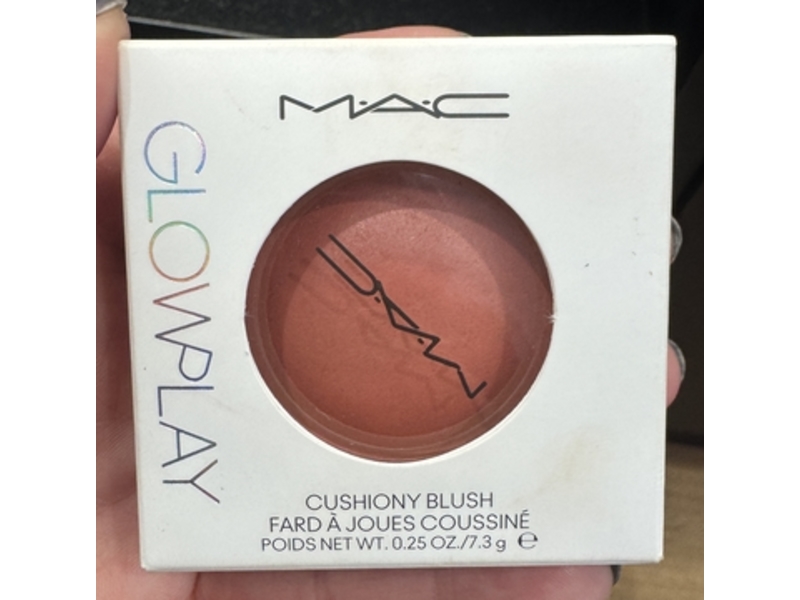 M·A·C
GLOWPLAY
M·A·C
CUSHIONY BLUSH
FARD À JOUES COUSSINÉ
POIDS NET WT. 0.25 OZ./7.3 g ℮